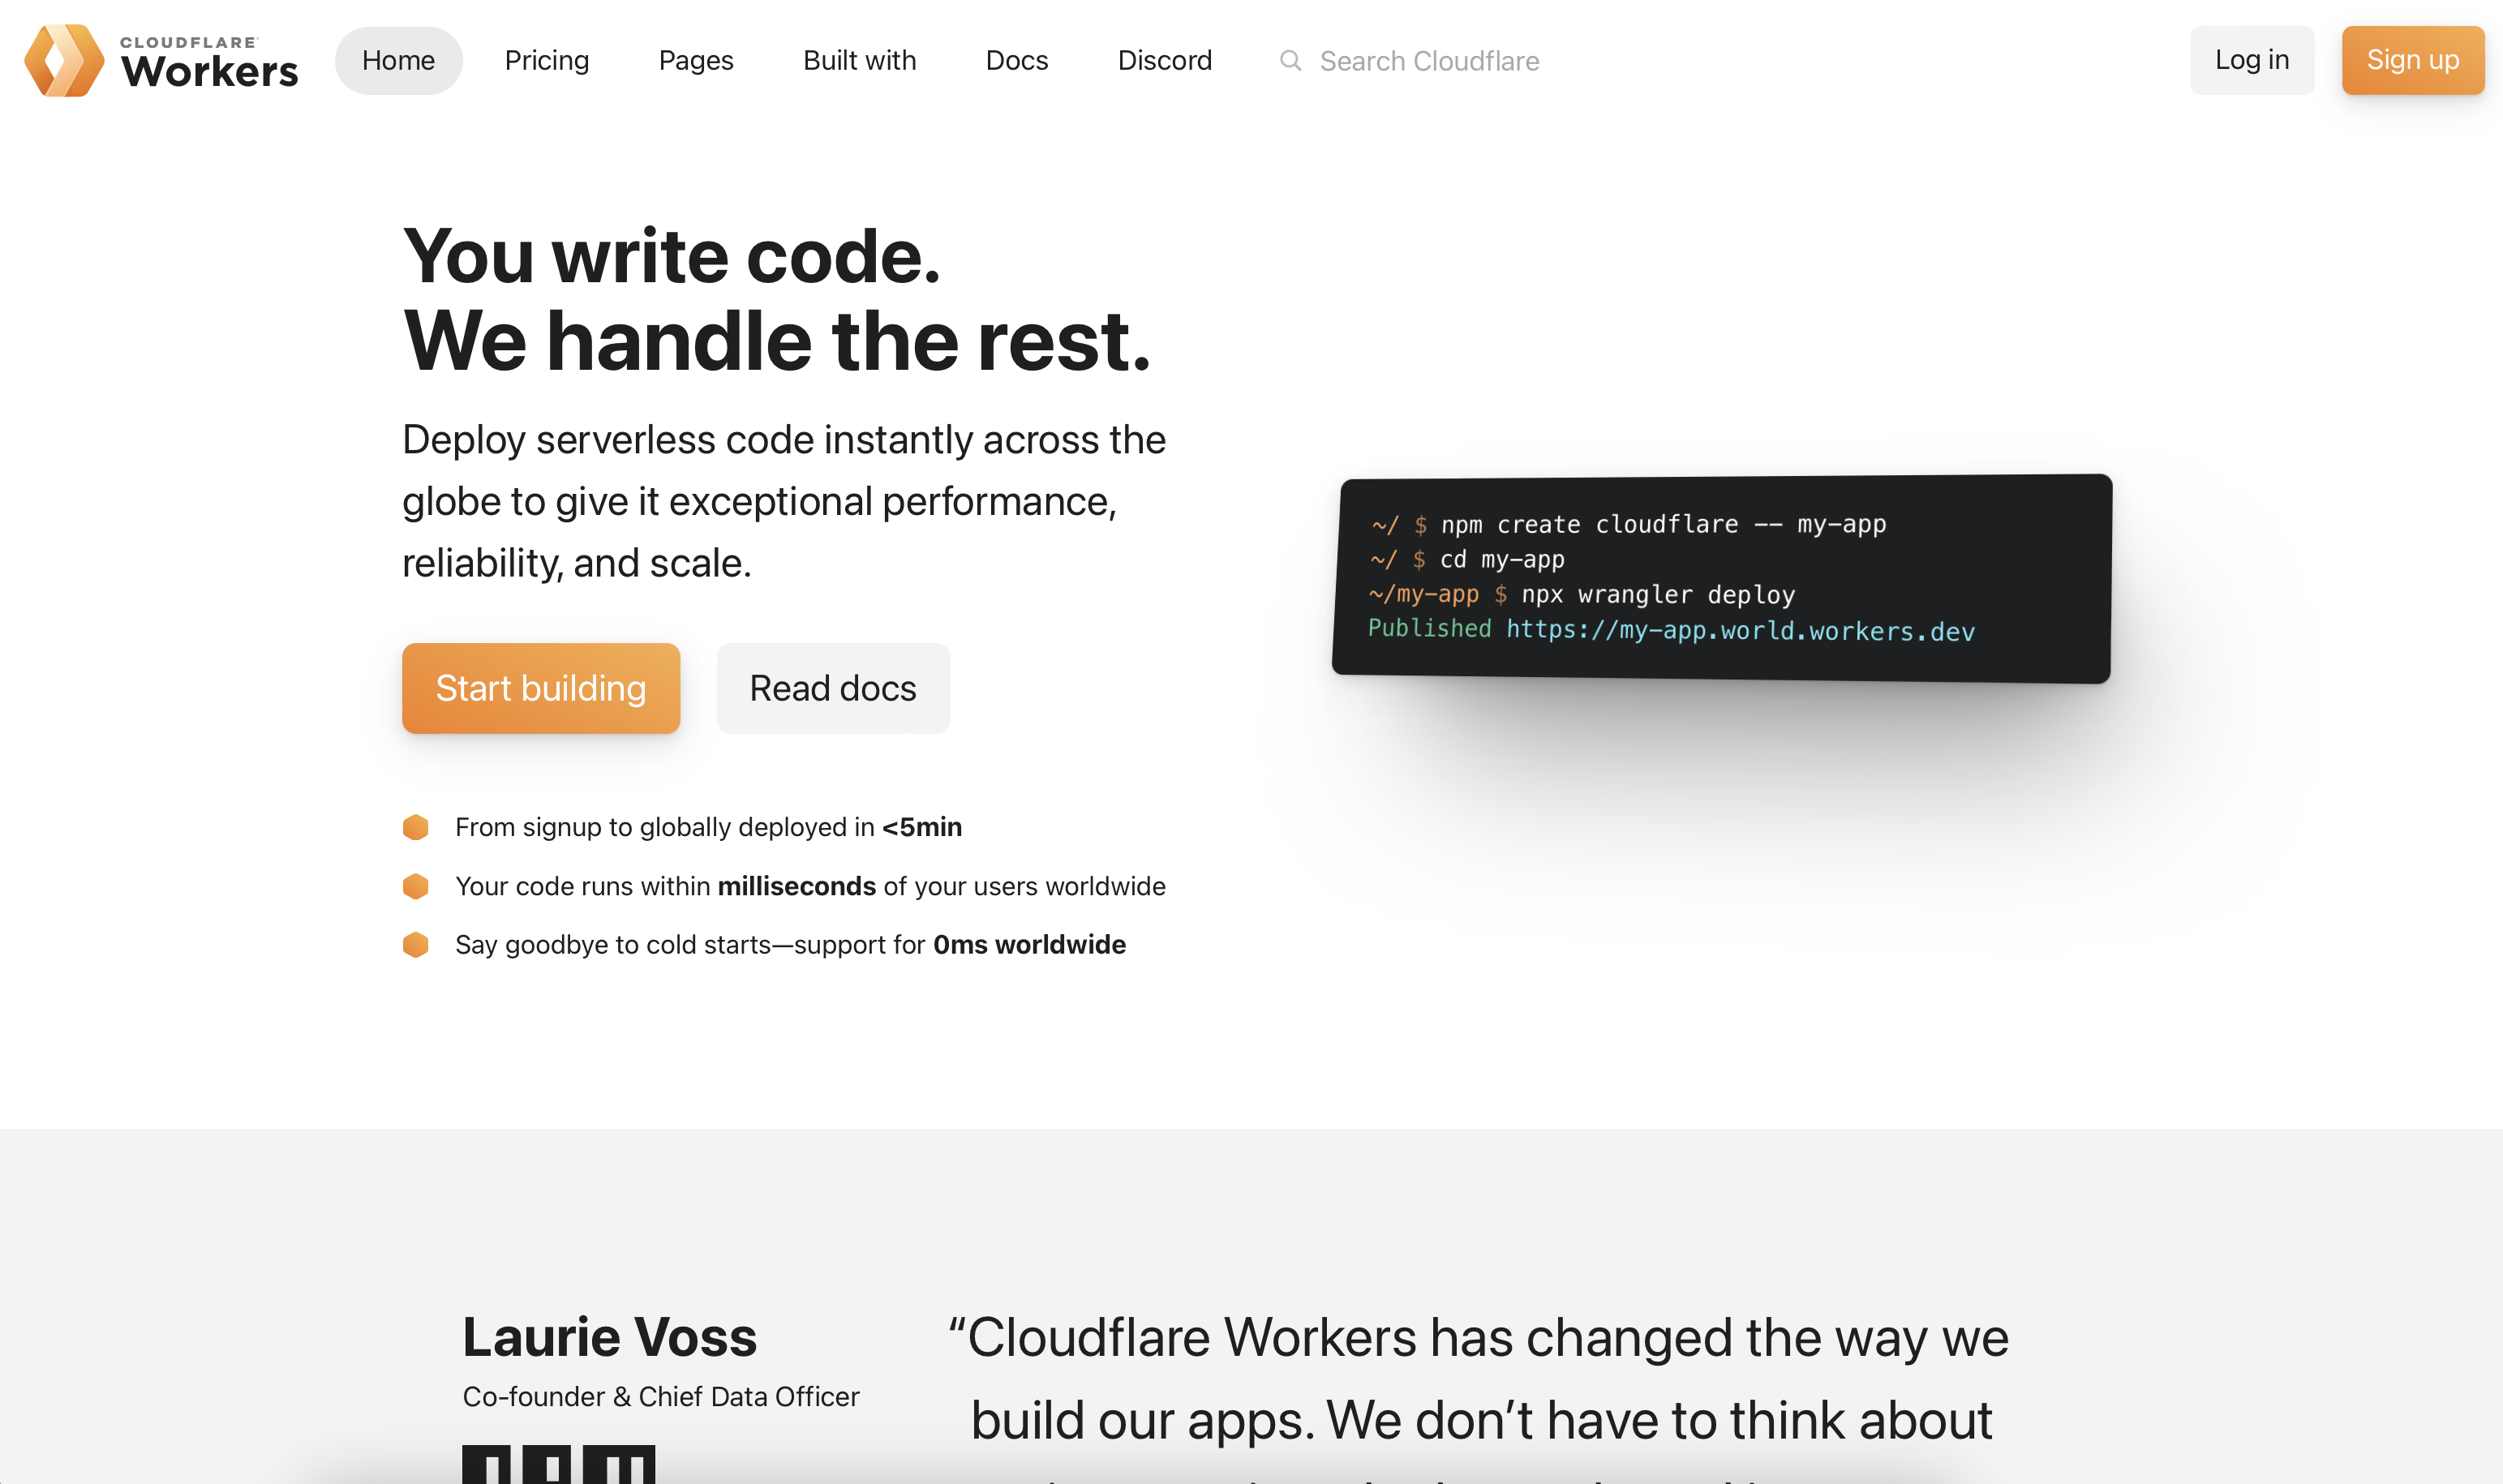 CLOUDFLARE
Workers
Home
Pricing
Pages
Built with
Docs
Discord
Search Cloudflare
Log in
Sign up
You write code.
We handle the rest.
Deploy serverless code instantly across the
globe to give it exceptional performance,
reliability, and scale.
Start building
Read docs
From signup to globally deployed in <5min
Your code runs within milliseconds of your users worldwide
Say goodbye to cold starts—support for 0ms worldwide
~/ $ npm create cloudflare -- my-app
~/ $ cd my-app
~/my-app $ npx wrangler deploy
Published https://my-app.world.workers.dev
Laurie Voss
Co-founder & Chief Data Officer
npm
“Cloudflare Workers has changed the way we
build our apps. We don’t have to think about